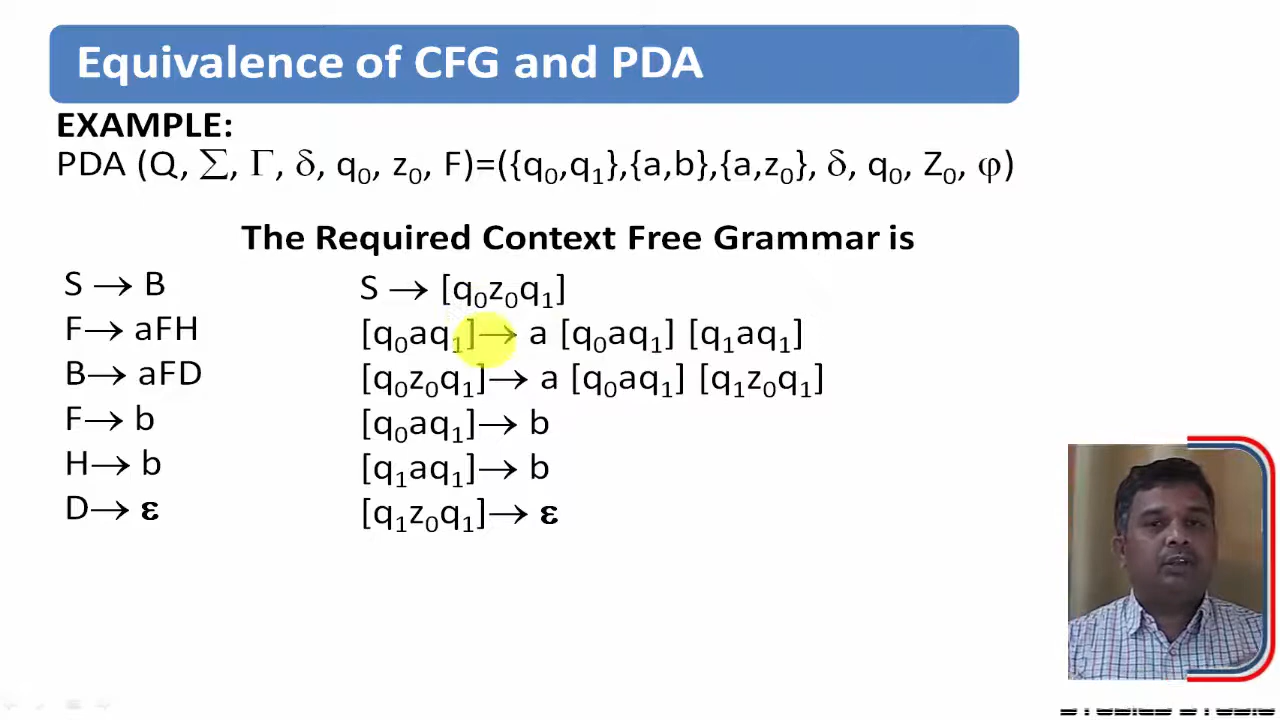 Equivalence of CFG and PDA
EXAMPLE:
PDA (Q, ∑, Γ, δ, q₀, z₀, F)=({q₀,q₁},{a,b},{a,z₀}, δ, q₀, Z₀, φ)
The Required Context Free Grammar is
S → B
F→ aFH
B→ aFD
F→ b
H→ b
D→ ε
S → [q₀z₀q₁]
[q₀aq₁]→ a [q₀aq₁] [q₁aq₁]
[q₀z₀q₁]→ a [q₀aq₁] [q₁z₀q₁]
[q₀aq₁]→ b
[q₁aq₁]→ b
[q₁z₀q₁]→ ε